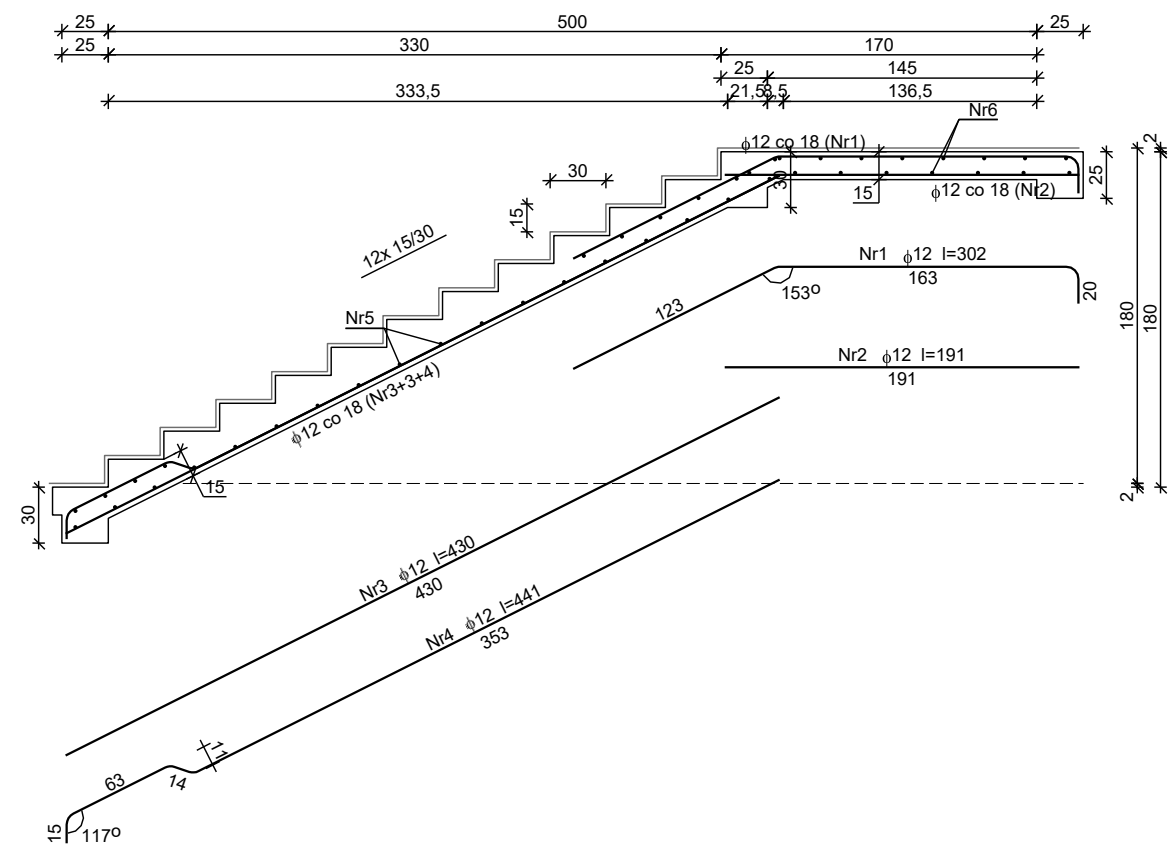 25 500 25
25 330 170
25 145
333,5 21,5 8,5 136,5
Nr6
ϕ12 co 18 (Nr1)
2
30
30
25
15
15
ϕ12 co 18 (Nr2)
12x 15/30
Nr1 ϕ12 l=302
163
153o
20
123
180
180
Nr5
Nr2 ϕ12 l=191
191
ϕ12 co 18 (Nr3+3+4)
15
30
2
Nr3 ϕ12 l=430
430
Nr4 ϕ12 l=441
353
11
63
14
15
117o